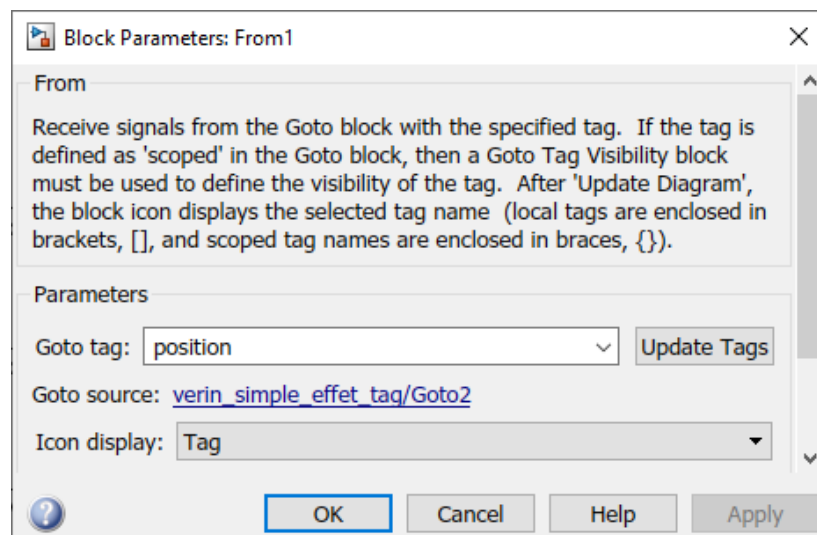 Block Parameters: From1
From
Receive signals from the Goto block with the specified tag.  If the tag is
defined as 'scoped' in the Goto block, then a Goto Tag Visibility block
must be used to define the visibility of the tag.  After 'Update Diagram',
the block icon displays the selected tag name  (local tags are enclosed in
brackets, [], and scoped tag names are enclosed in braces, {}).
Parameters
Goto tag: position Update Tags
Goto source: verin_simple_effet_tag/Goto2
Icon display: Tag
OK Cancel Help Apply